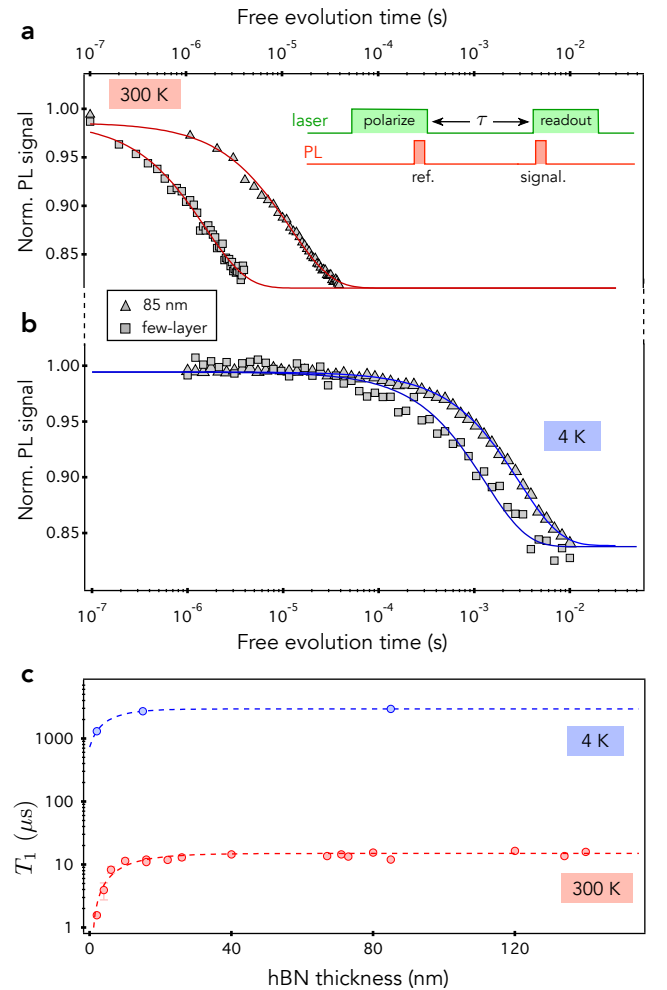 Free evolution time (s)
10⁻⁷ 10⁻⁶ 10⁻⁵ 10⁻⁴ 10⁻³ 10⁻²
a
300 K
1.00
0.95
0.90
0.85
Norm. PL signal
laser polarize τ readout
PL
ref. signal.
85 nm
few-layer
b
1.00
0.95
0.90
0.85
Norm. PL signal
4 K
10⁻⁷ 10⁻⁶ 10⁻⁵ 10⁻⁴ 10⁻³ 10⁻²
Free evolution time (s)
c
1000
100
10
1
T₁ (μs)
4 K
300 K
0 40 80 120
hBN thickness (nm)